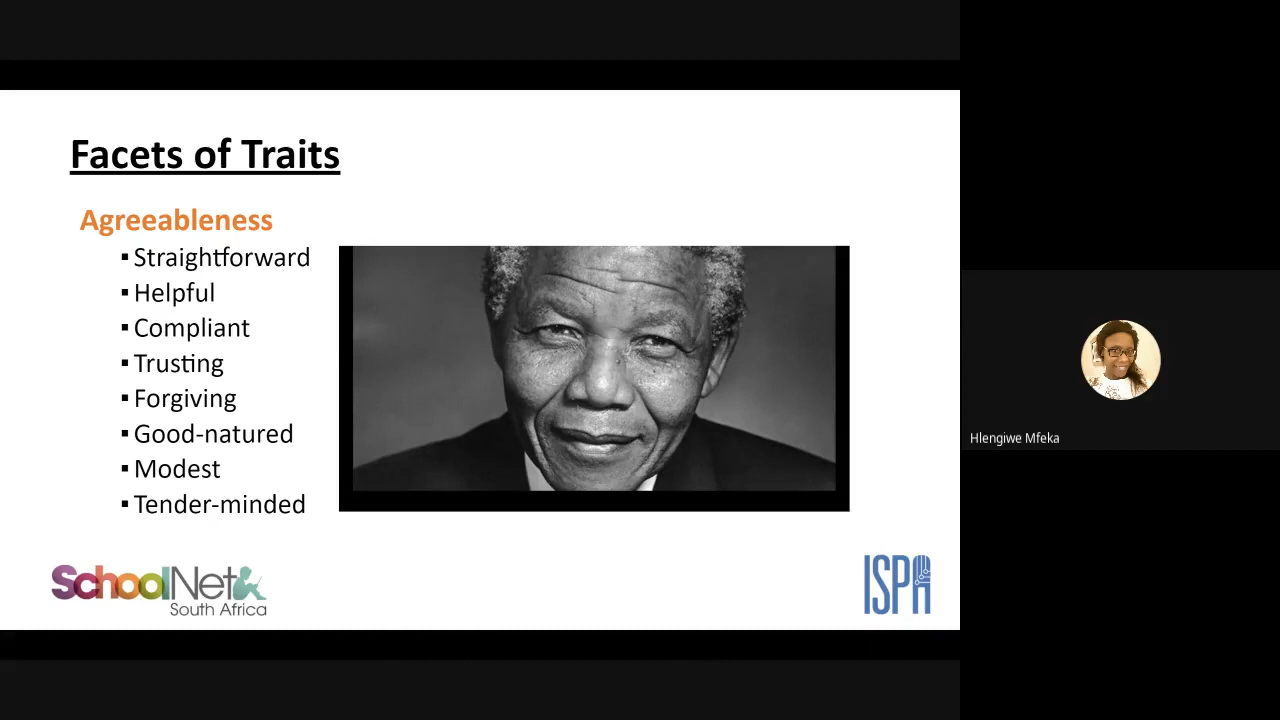 Facets of Traits
Agreeableness
▪ Straightforward
▪ Helpful
▪ Compliant
▪ Trusting
▪ Forgiving
▪ Good-natured
▪ Modest
▪ Tender-minded
SchoolNet
South Africa
ISPA
Hlengiwe Mfeka